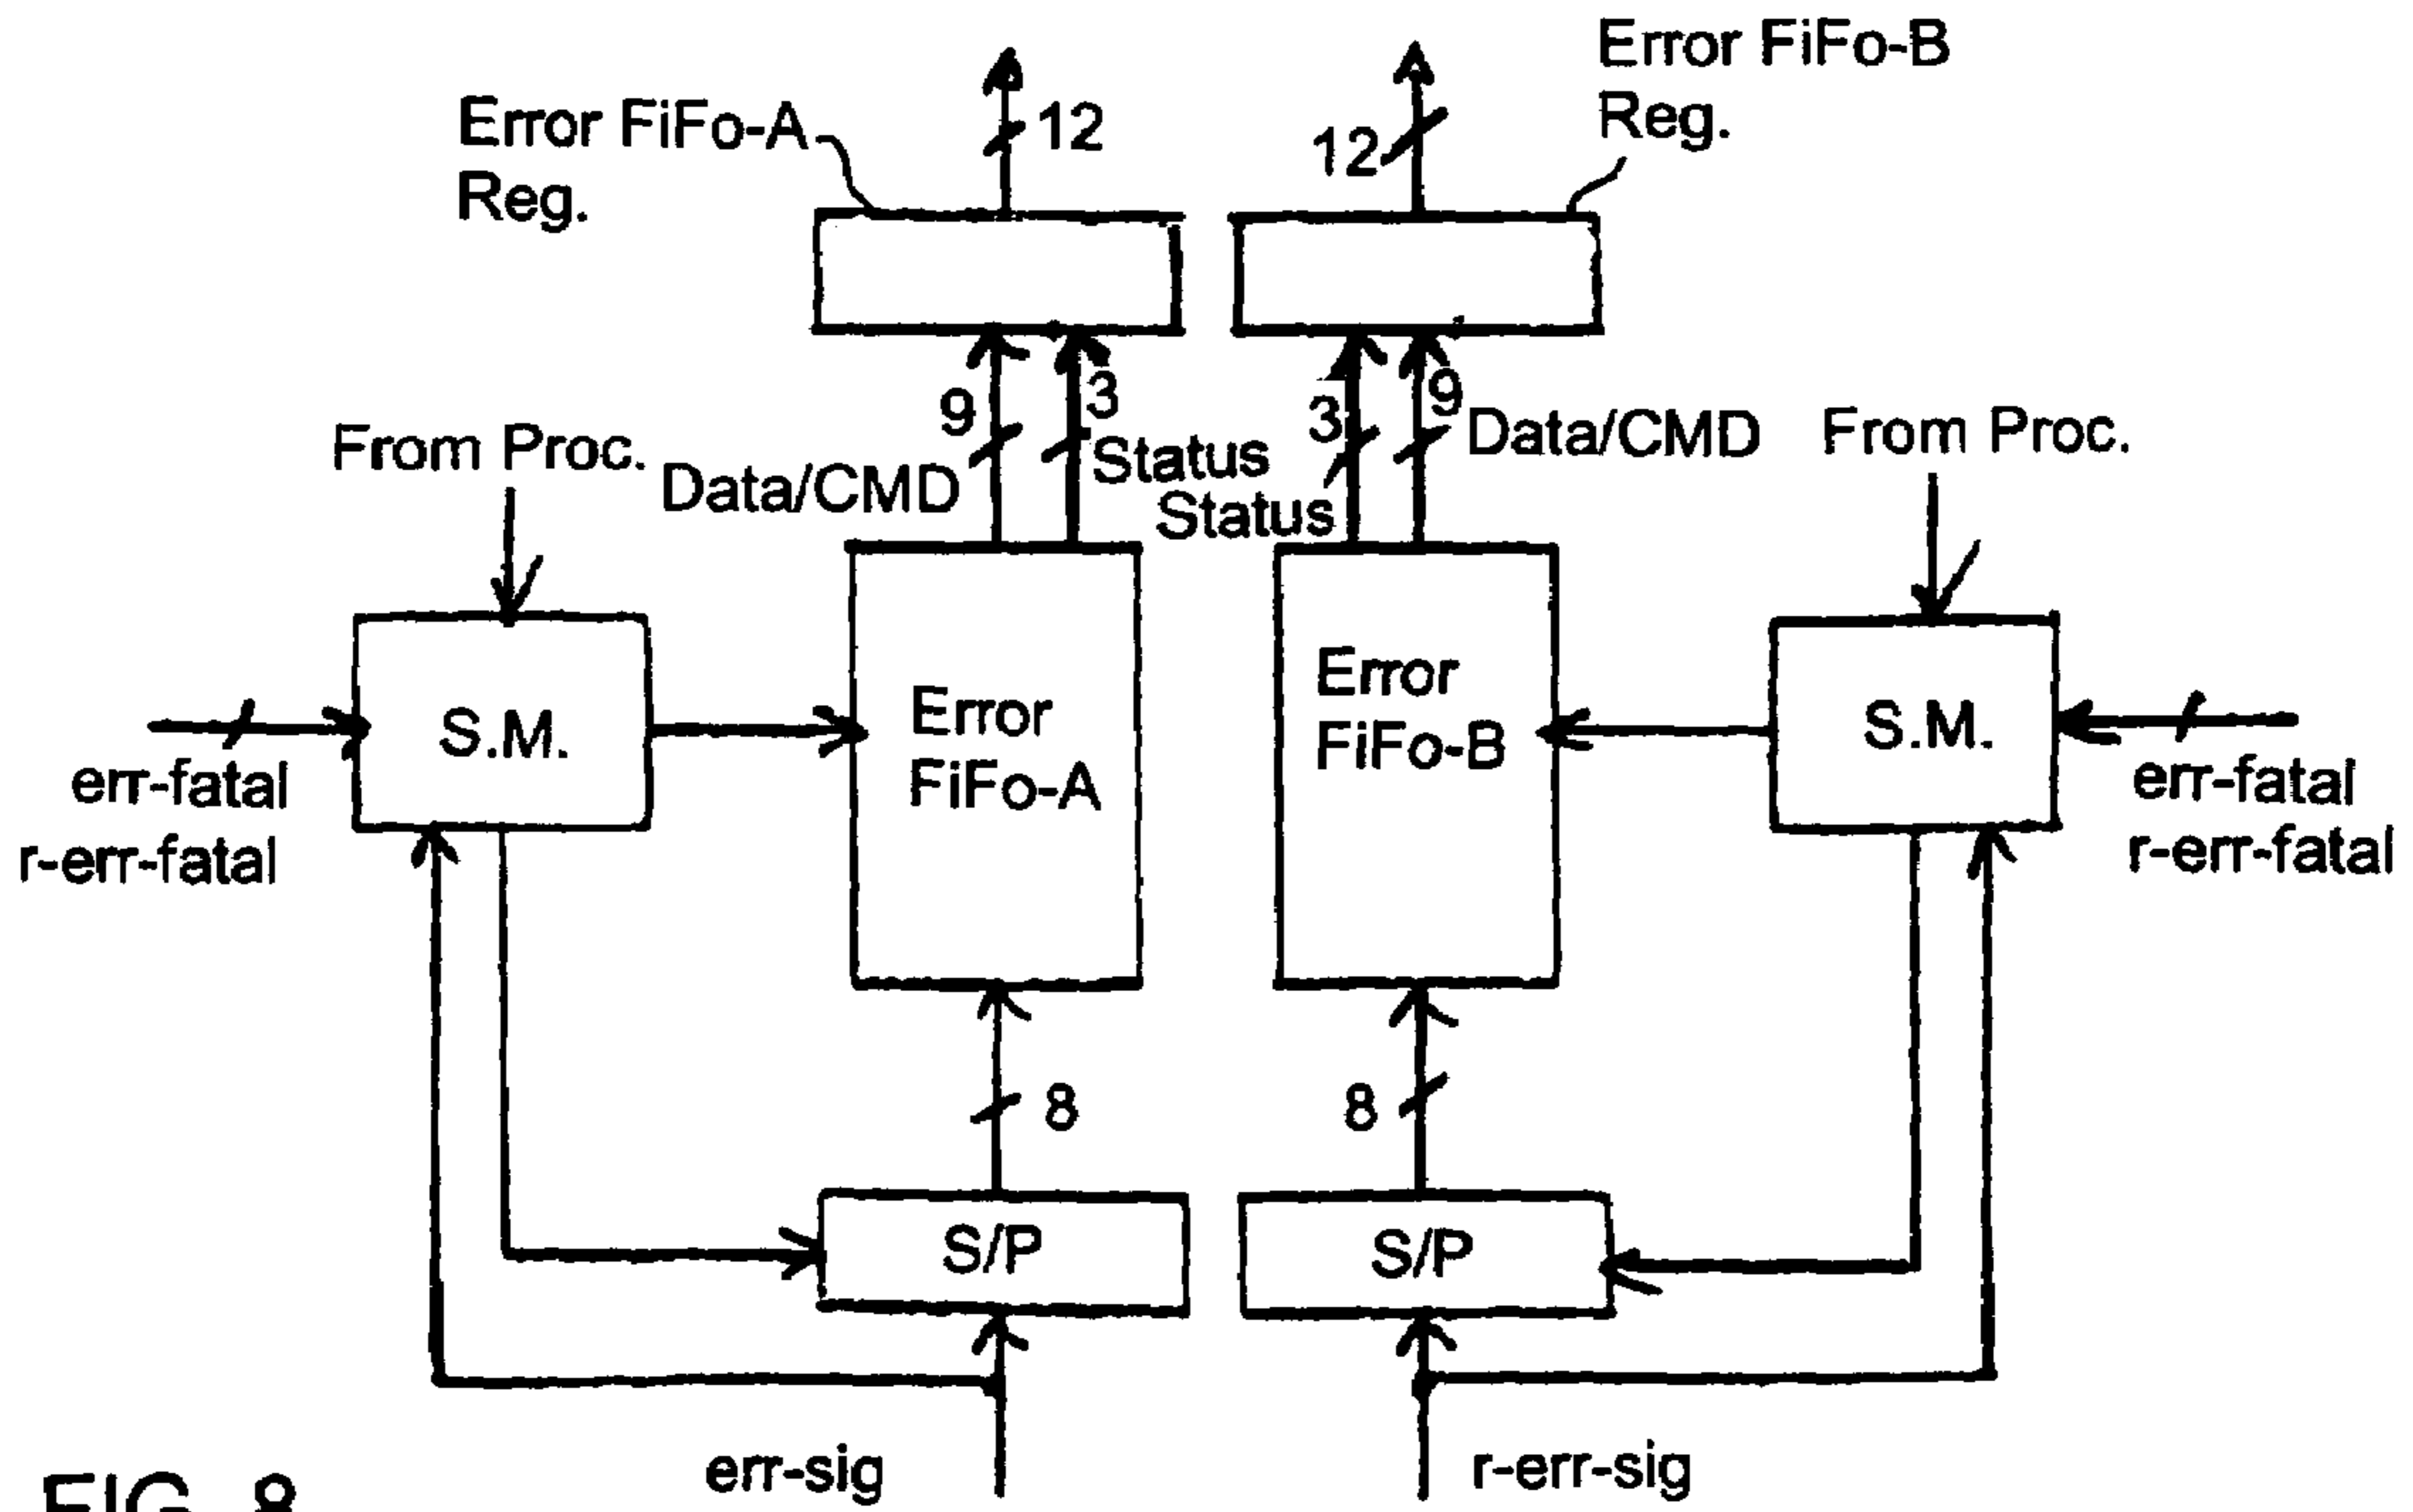 Error FiFo-B
Reg.
Error FiFo-A
Reg.
12
12
9
3
3
9
From Proc.
Data/CMD
Status
Status
Data/CMD
From Proc.
S.M.
Error
FiFo-A
Error
FiFo-B
S.M.
err-fatal
r-err-fatal
err-fatal
r-err-fatal
8
8
S/P
S/P
err-sig
r-err-sig
FIG. 8